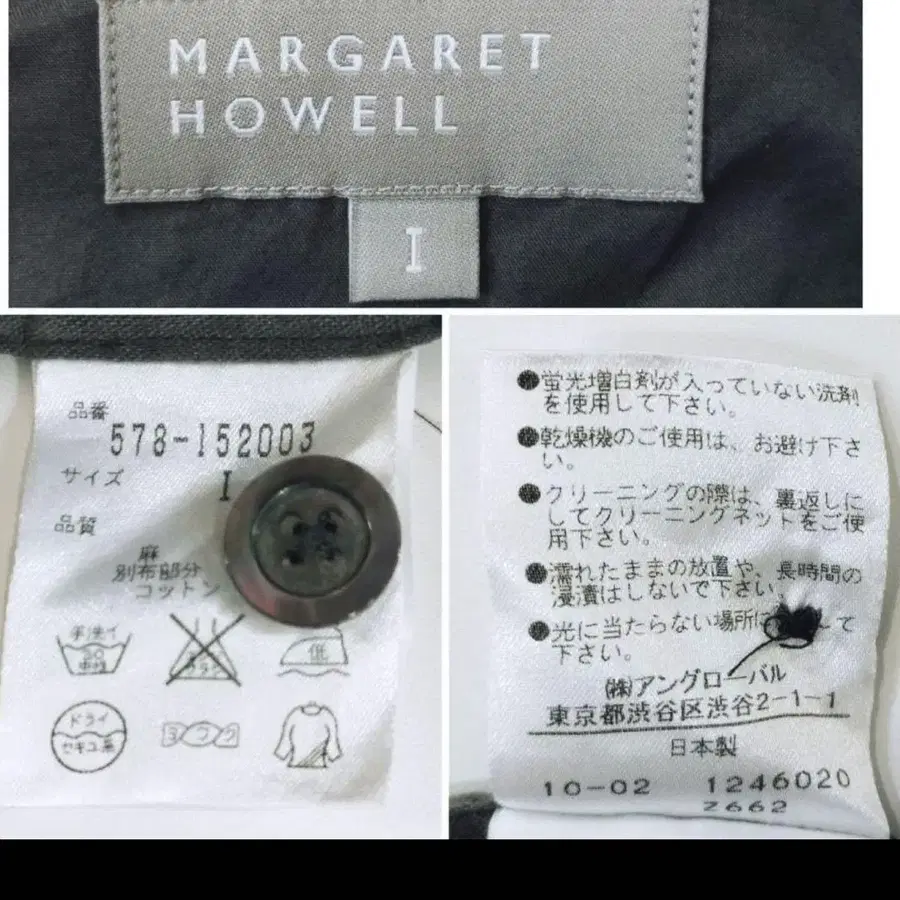 MARGARET
HOWELL
I
品番
578-152003
サイズ
I
品質
麻
別布部分
コットン
手洗イ
30
中性
低
ドライ
セキユ系
ヨワク
●蛍光増白剤が入っていない洗剤
を使用して下さい。
●乾燥機のご使用は、お避け下さ
い。
●クリーニングの際は、裏返しに
してクリーニングネットをご使
用下さい。
●濡れたままの放置や、長時間の
浸漬はしないで下さい。
●光に当たらない場所に
て
下さい。
㈱アングローバル
東京都渋谷区渋谷2-1-1
日本製
10-02 1246020
Z662